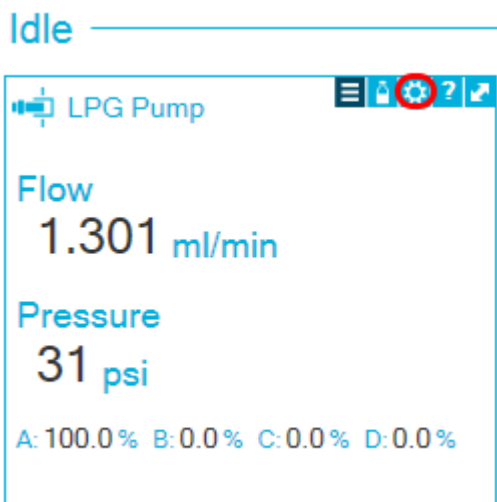 Idle
LPG Pump
?
Flow
1.301 ml/min
Pressure
31 psi
A: 100.0 % B: 0.0 % C: 0.0 % D: 0.0 %